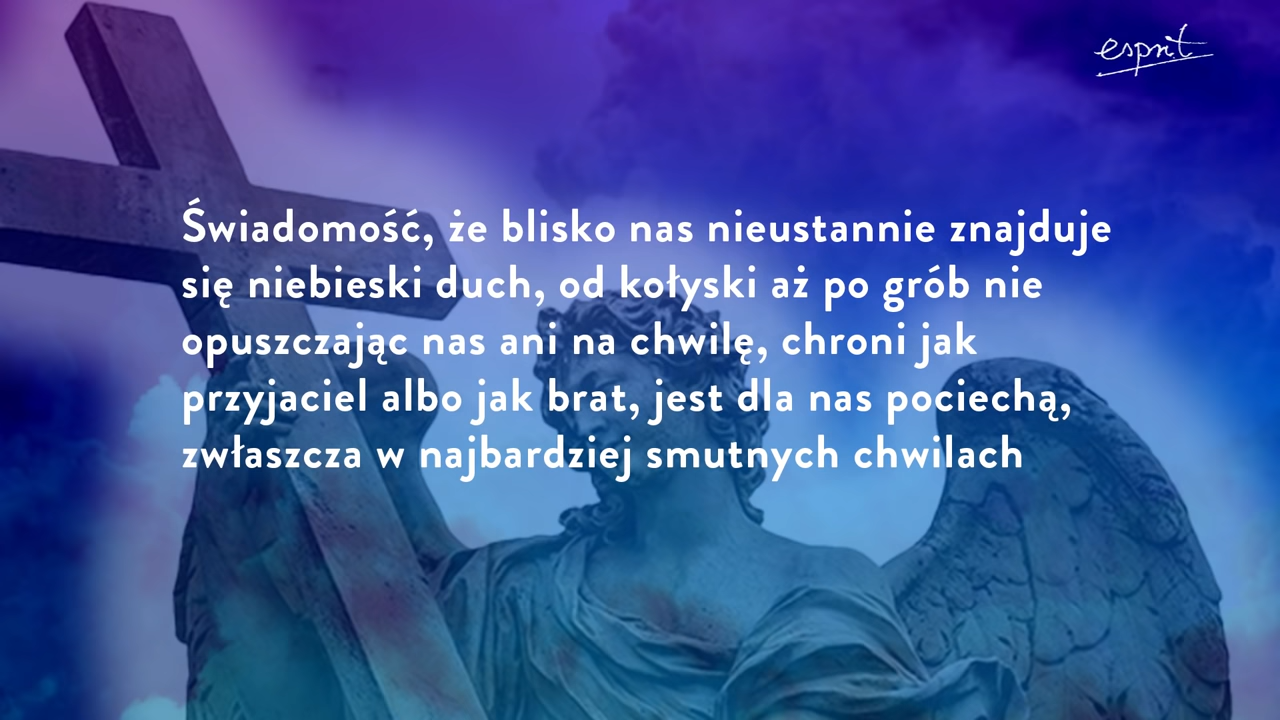 esprit
Świadomość, że blisko nas nieustannie znajduje
się niebieski duch, od kołyski aż po grób nie
opuszczając nas ani na chwilę, chroni jak
przyjaciel albo jak brat, jest dla nas pociechą,
zwłaszcza w najbardziej smutnych chwilach